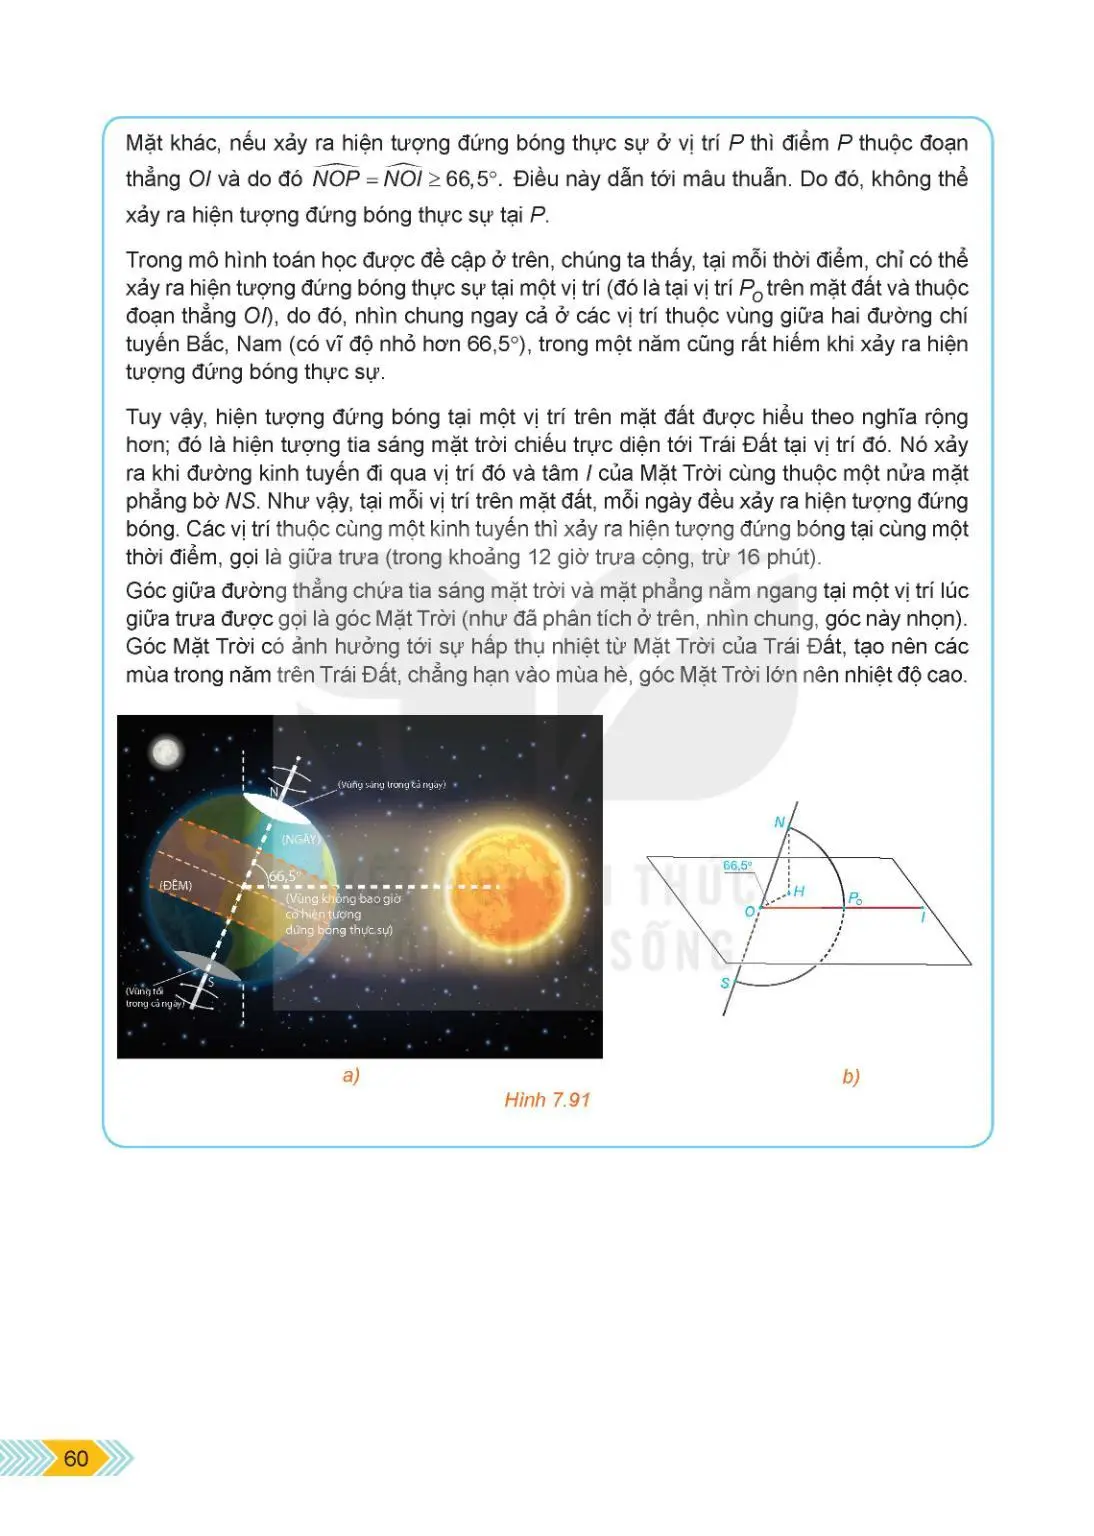 Mặt khác, nếu xảy ra hiện tượng đứng bóng thực sự ở vị trí P thì điểm P thuộc đoạn
thẳng OI và do đó NOP = NOI ≥ 66,5°. Điều này dẫn tới mâu thuẫn. Do đó, không thể
xảy ra hiện tượng đứng bóng thực sự tại P.
Trong mô hình toán học được đề cập ở trên, chúng ta thấy, tại mỗi thời điểm, chỉ có thể
xảy ra hiện tượng đứng bóng thực sự tại một vị trí (đó là tại vị trí P_O trên mặt đất và thuộc
đoạn thẳng OI), do đó, nhìn chung ngay cả ở các vị trí thuộc vùng giữa hai đường chí
tuyến Bắc, Nam (có vĩ độ nhỏ hơn 66,5°), trong một năm cũng rất hiếm khi xảy ra hiện
tượng đứng bóng thực sự.
Tuy vậy, hiện tượng đứng bóng tại một vị trí trên mặt đất được hiểu theo nghĩa rộng
hơn; đó là hiện tượng tia sáng mặt trời chiếu trực diện tới Trái Đất tại vị trí đó. Nó xảy
ra khi đường kinh tuyến đi qua vị trí đó và tâm I của Mặt Trời cùng thuộc một nửa mặt
phẳng bờ NS. Như vậy, tại mỗi vị trí trên mặt đất, mỗi ngày đều xảy ra hiện tượng đứng
bóng. Các vị trí thuộc cùng một kinh tuyến thì xảy ra hiện tượng đứng bóng tại cùng một
thời điểm, gọi là giữa trưa (trong khoảng 12 giờ trưa cộng, trừ 16 phút).
Góc giữa đường thẳng chứa tia sáng mặt trời và mặt phẳng nằm ngang tại một vị trí lúc
giữa trưa được gọi là góc Mặt Trời (như đã phân tích ở trên, nhìn chung, góc này nhọn).
Góc Mặt Trời có ảnh hưởng tới sự hấp thụ nhiệt từ Mặt Trời của Trái Đất, tạo nên các
mùa trong năm trên Trái Đất, chẳng hạn vào mùa hè, góc Mặt Trời lớn nên nhiệt độ cao.
N
(Vùng sáng trong cả ngày)
(NGÀY)
66,5°
(ĐÊM)
(Vùng không bao giờ
có hiện tượng
đứng bóng thực sự)
S
(Vùng tối
trong cả ngày)
N
66,5°
H
O
P_O
I
S
THỨC
SỐNG
a)
b)
Hình 7.91
60